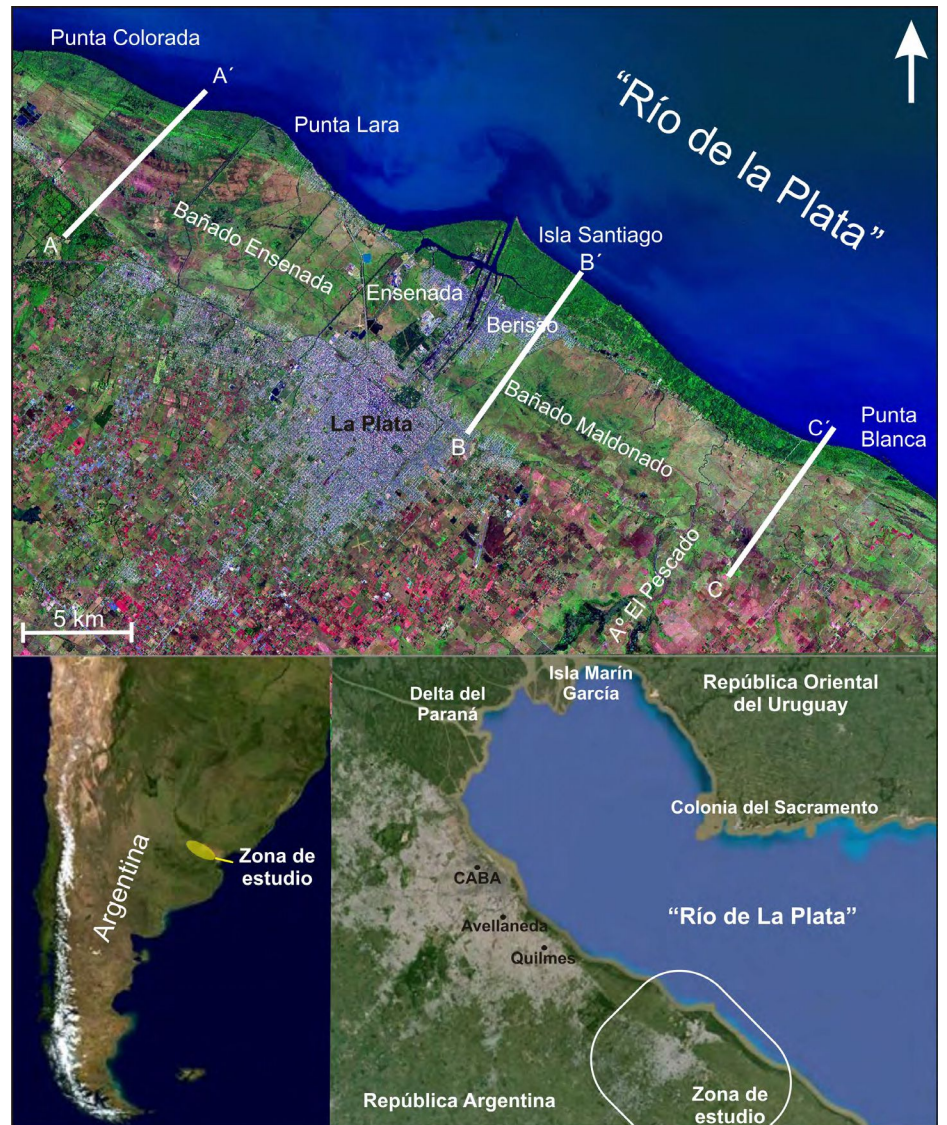 Punta Colorada
A´
Punta Lara
“Río de la Plata”
Bañado Ensenada
A
Isla Santiago
B´
Ensenada
Berisso
Bañado Maldonado
La Plata
B
C´
Punta
Blanca
Aº El Pescado
C
5 km
Argentina
Zona de
estudio
Delta del
Paraná
Isla Marín
García
República Oriental
del Uruguay
Colonia del Sacramento
CABA
Avellaneda
Quilmes
“Río de La Plata”
República Argentina
Zona de
estudio